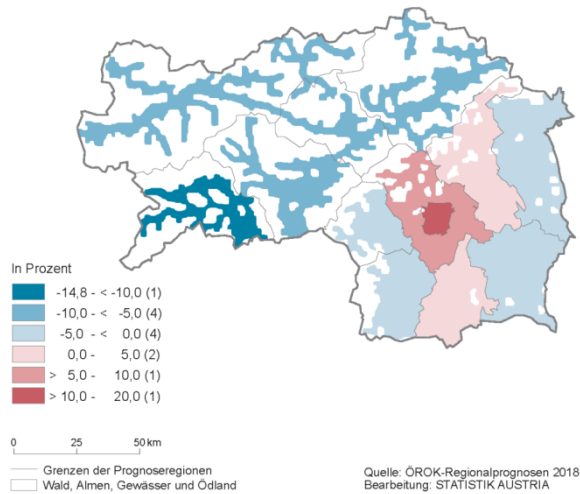 In Prozent
-14,8 - < -10,0 (1)
-10,0 - < -5,0 (4)
-5,0 - < 0,0 (4)
0,0 - 5,0 (2)
> 5,0 - 10,0 (1)
> 10,0 - 20,0 (1)
0 25 50 km
Grenzen der Prognoseregionen
Wald, Almen, Gewässer und Ödland
Quelle: ÖROK-Regionalprognosen 2018
Bearbeitung: STATISTIK AUSTRIA